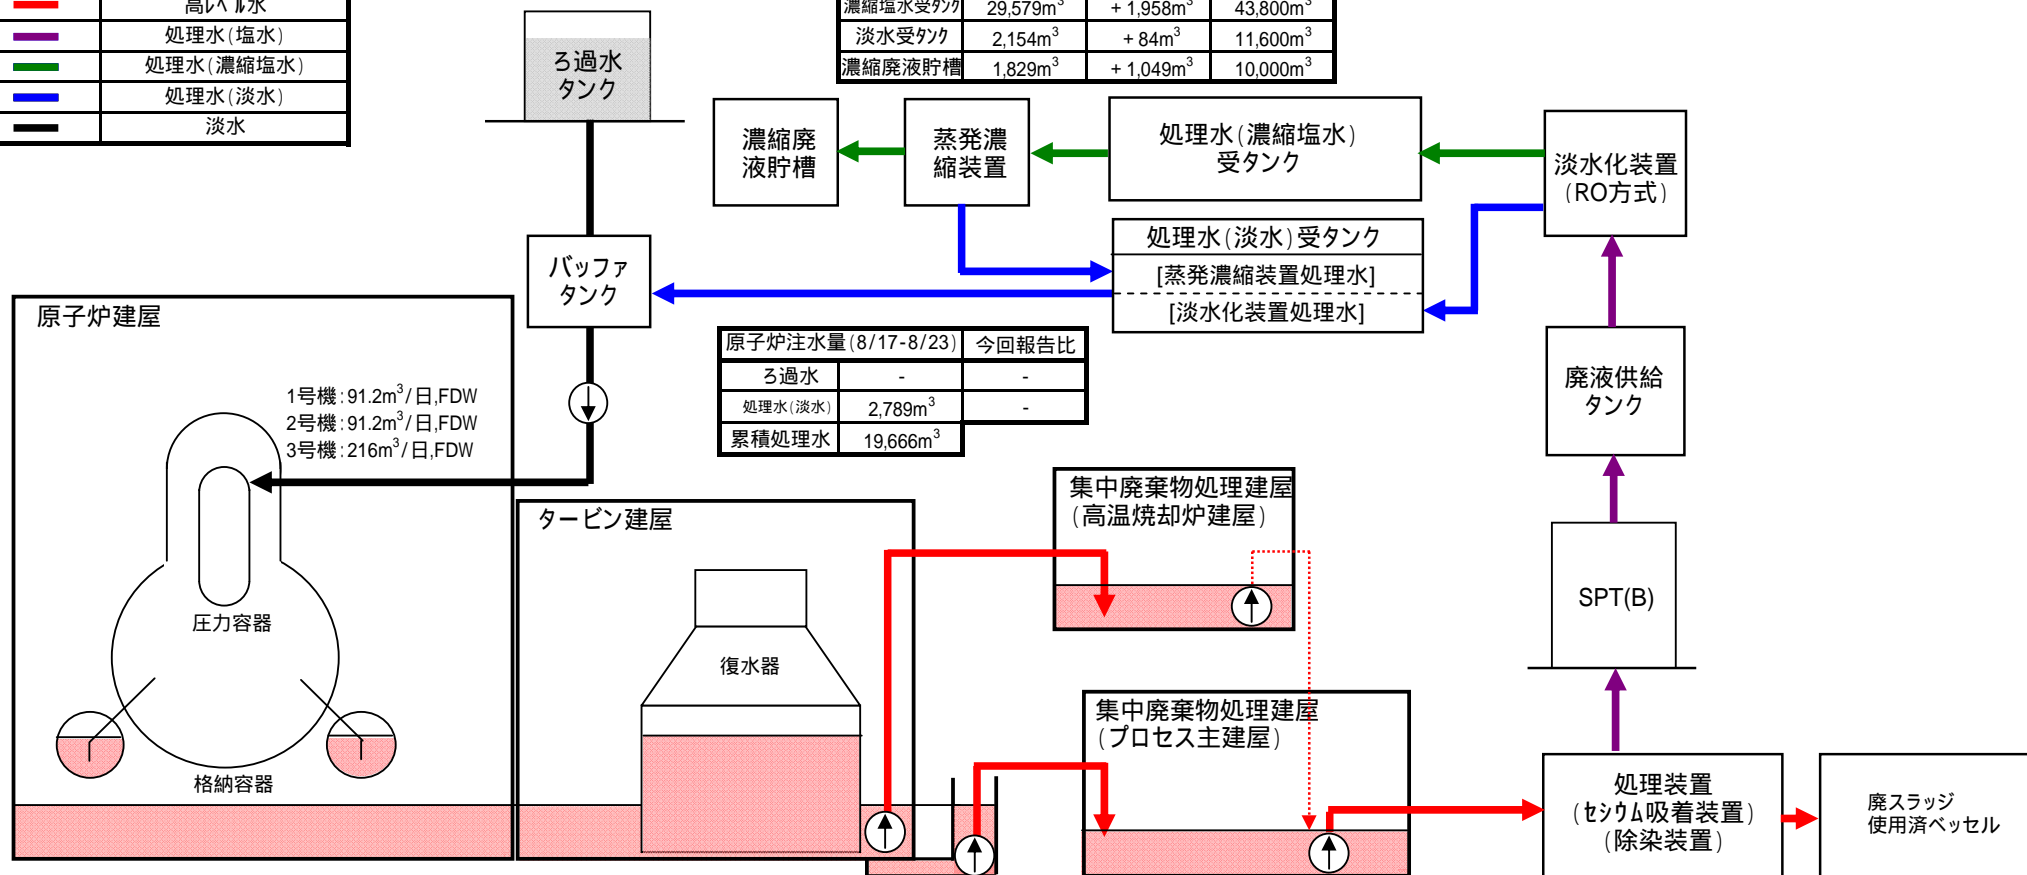 高レベル水
処理水(塩水)
処理水(濃縮塩水)
処理水(淡水)
淡水
濃縮塩水受タンク 29,579m³ +1,958m³ 43,800m³
淡水受タンク 2,154m³ +84m³ 11,600m³
濃縮廃液貯槽 1,829m³ +1,049m³ 10,000m³
ろ過水
タンク
濃縮廃
液貯槽
蒸発濃
縮装置
処理水(濃縮塩水)
受タンク
淡水化装置
(RO方式)
処理水(淡水)受タンク
[蒸発濃縮装置処理水]
[淡水化装置処理水]
バッファ
タンク
原子炉建屋
1号機:91.2m³/日,FDW
2号機:91.2m³/日,FDW
3号機:216m³/日,FDW
圧力容器
格納容器
原子炉注水量(8/17-8/23) 今回報告比
ろ過水 - -
処理水(淡水) 2,789m³ -
累積処理水 19,666m³
廃液供給
タンク
タービン建屋
復水器
集中廃棄物処理建屋
(高温焼却炉建屋)
SPT(B)
集中廃棄物処理建屋
(プロセス主建屋)
処理装置
(セシウム吸着装置)
(除染装置)
廃スラッジ
使用済ベッセル